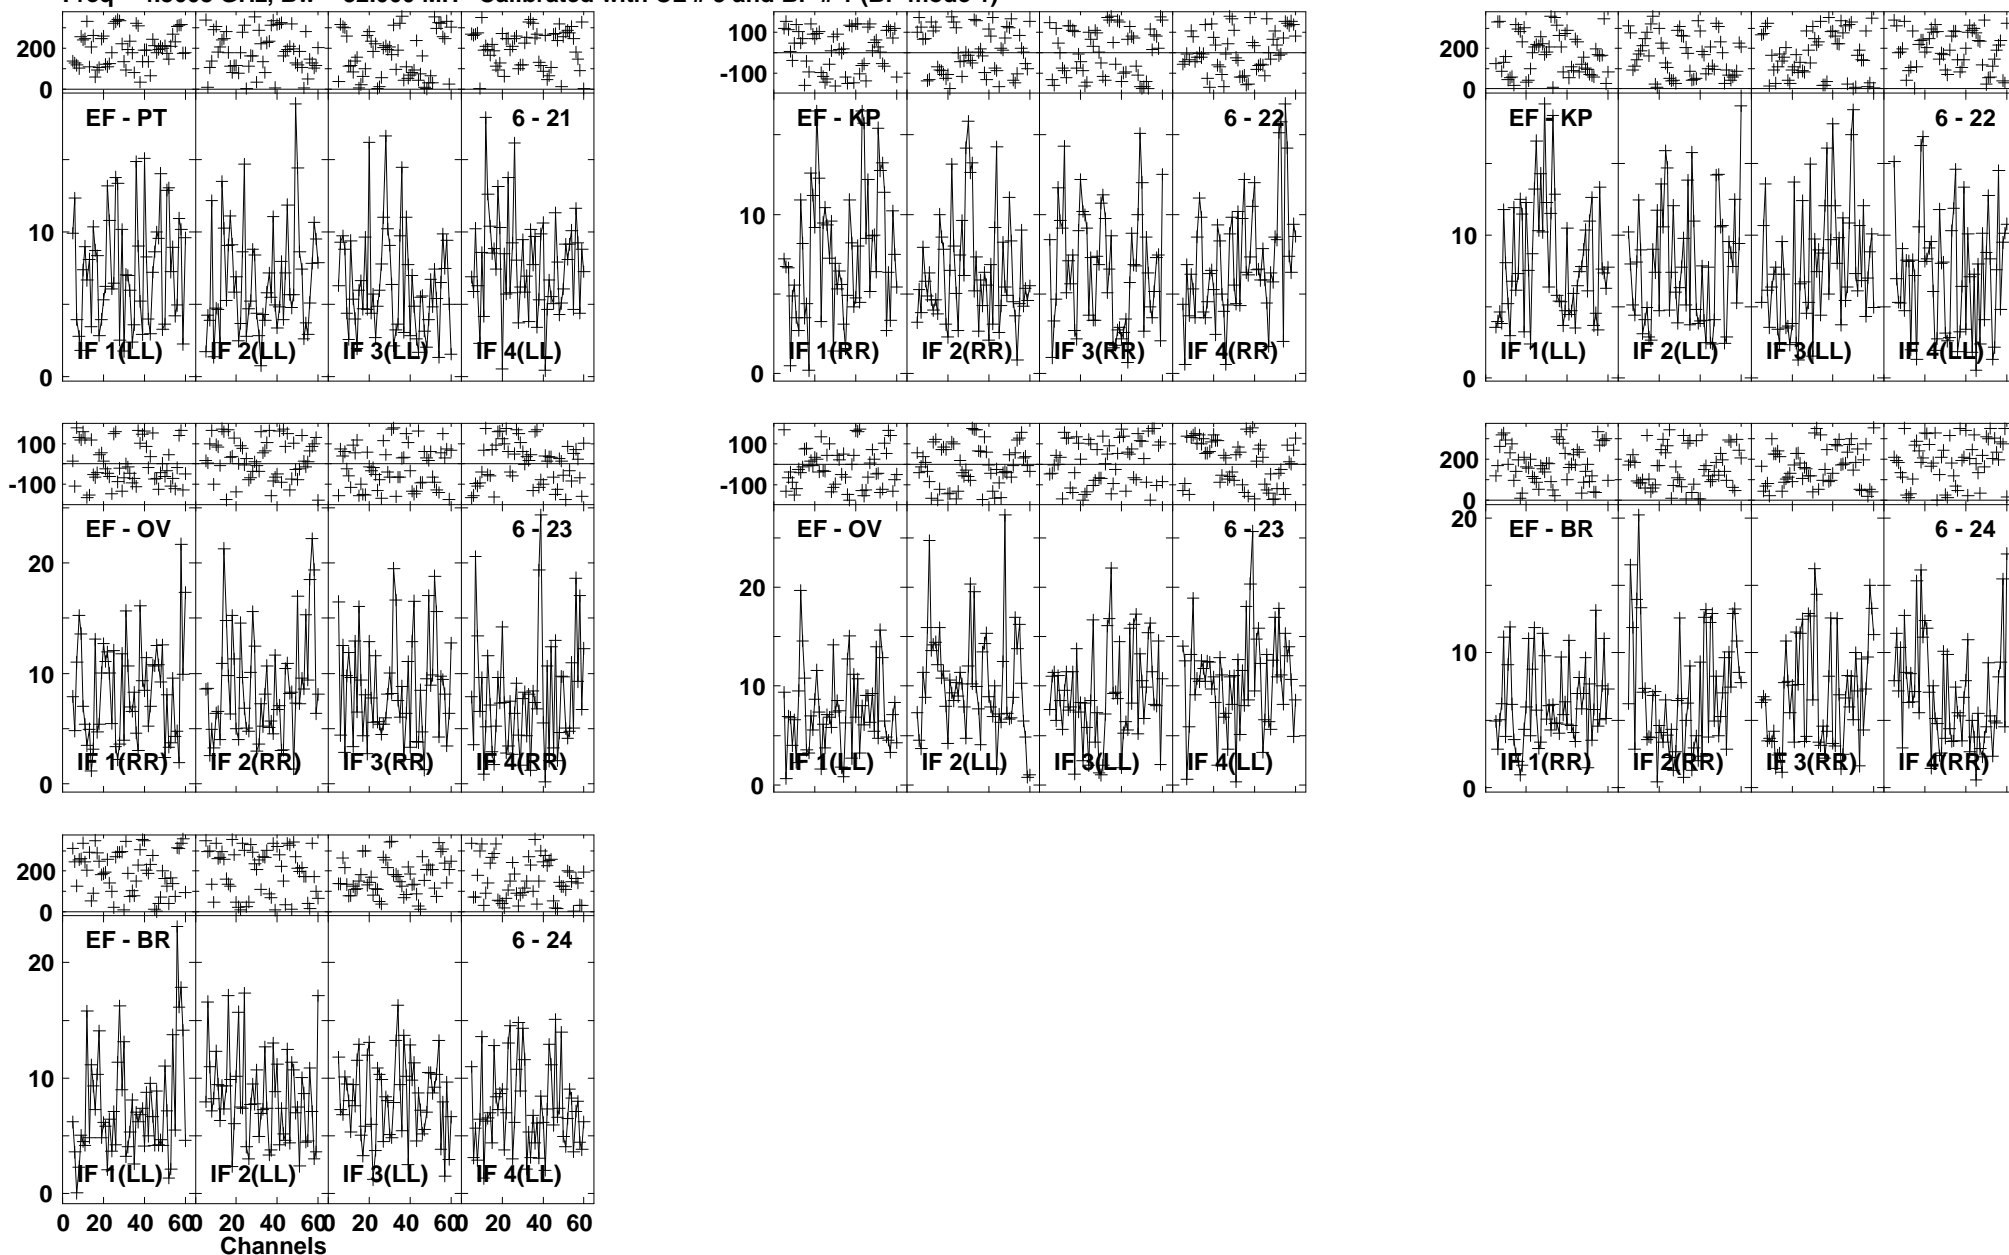 200
0
EF - PT
6 - 21
10
0
IF 1(LL) IF 2(LL) IF 3(LL) IF 4(LL)
100
-100
EF - KP
6 - 22
10
0
IF 1(RR) IF 2(RR) IF 3(RR) IF 4(RR)
200
0
EF - KP
6 - 22
10
0
IF 1(LL) IF 2(LL) IF 3(LL) IF 4(LL)
100
-100
EF - OV
6 - 23
20
10
0
IF 1(RR) IF 2(RR) IF 3(RR) IF 4(RR)
100
-100
EF - OV
6 - 23
20
10
0
IF 1(LL) IF 2(LL) IF 3(LL) IF 4(LL)
200
0
20
EF - BR
6 - 24
10
0
IF 1(RR) IF 2(RR) IF 3(RR) IF 4(RR)
200
0
EF - BR
6 - 24
20
10
0
IF 1(LL) IF 2(LL) IF 3(LL) IF 4(LL)
0 20 40 60 0 20 40 60 0 20 40 60 0 20 40 60
Channels